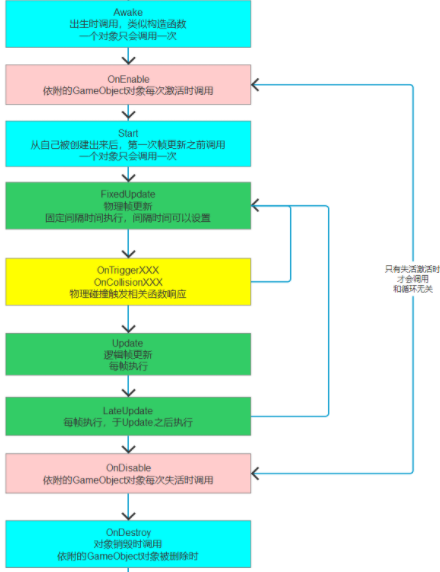 Awake
出生时调用，类似构造函数
一个对象只会调用一次
OnEnable
依附的GameObject对象每次激活时调用
Start
从自己被创建出来后，第一次帧更新之前调用
一个对象只会调用一次
FixedUpdate
物理帧更新
固定间隔时间执行，间隔时间可以设置
OnTriggerXXX
OnCollisionXXX
物理碰撞触发相关函数响应
只有失活激活时
才会调用
和循环无关
Update
逻辑帧更新
每帧执行
LateUpdate
每帧执行，于Update之后执行
OnDisable
依附的GameObject对象每次失活时调用
OnDestroy
对象销毁时调用
依附的GameObject对象被删除时